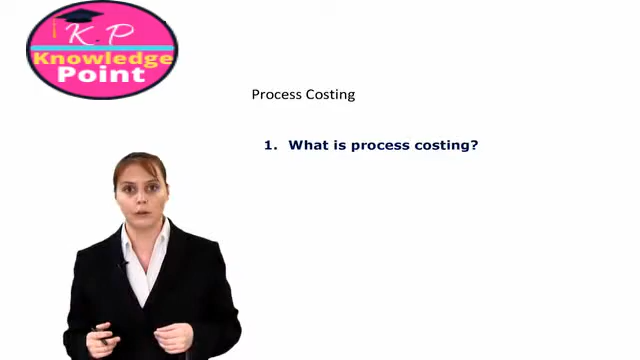 K.P
Knowledge
Point
Process Costing
1. What is process costing?